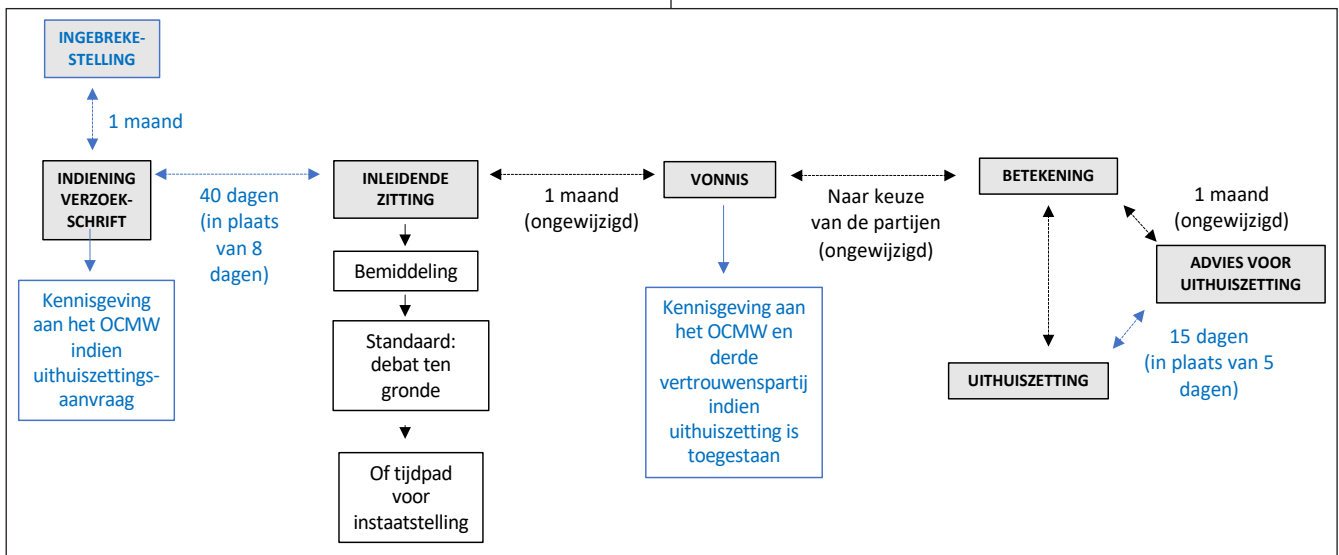 INGEBREKE-
STELLING
1 maand
INDIENING
VERZOEK-
SCHRIFT
40 dagen
(in plaats
van 8
dagen)
Kennisgeving
aan het OCMW
indien
uithuiszettings-
aanvraag
INLEIDENDE
ZITTING
Bemiddeling
Standaard:
debat ten
gronde
Of tijdpad
voor
instaatstelling
1 maand
(ongewijzigd)
VONNIS
Kennisgeving aan
het OCMW en
derde
vertrouwenspartij
indien
uithuiszetting is
toegestaan
Naar keuze
van de partijen
(ongewijzigd)
BETEKENING
1 maand
(ongewijzigd)
ADVIES VOOR
UITHUISZETTING
15 dagen
(in plaats van 5
dagen)
UITHUISZETTING